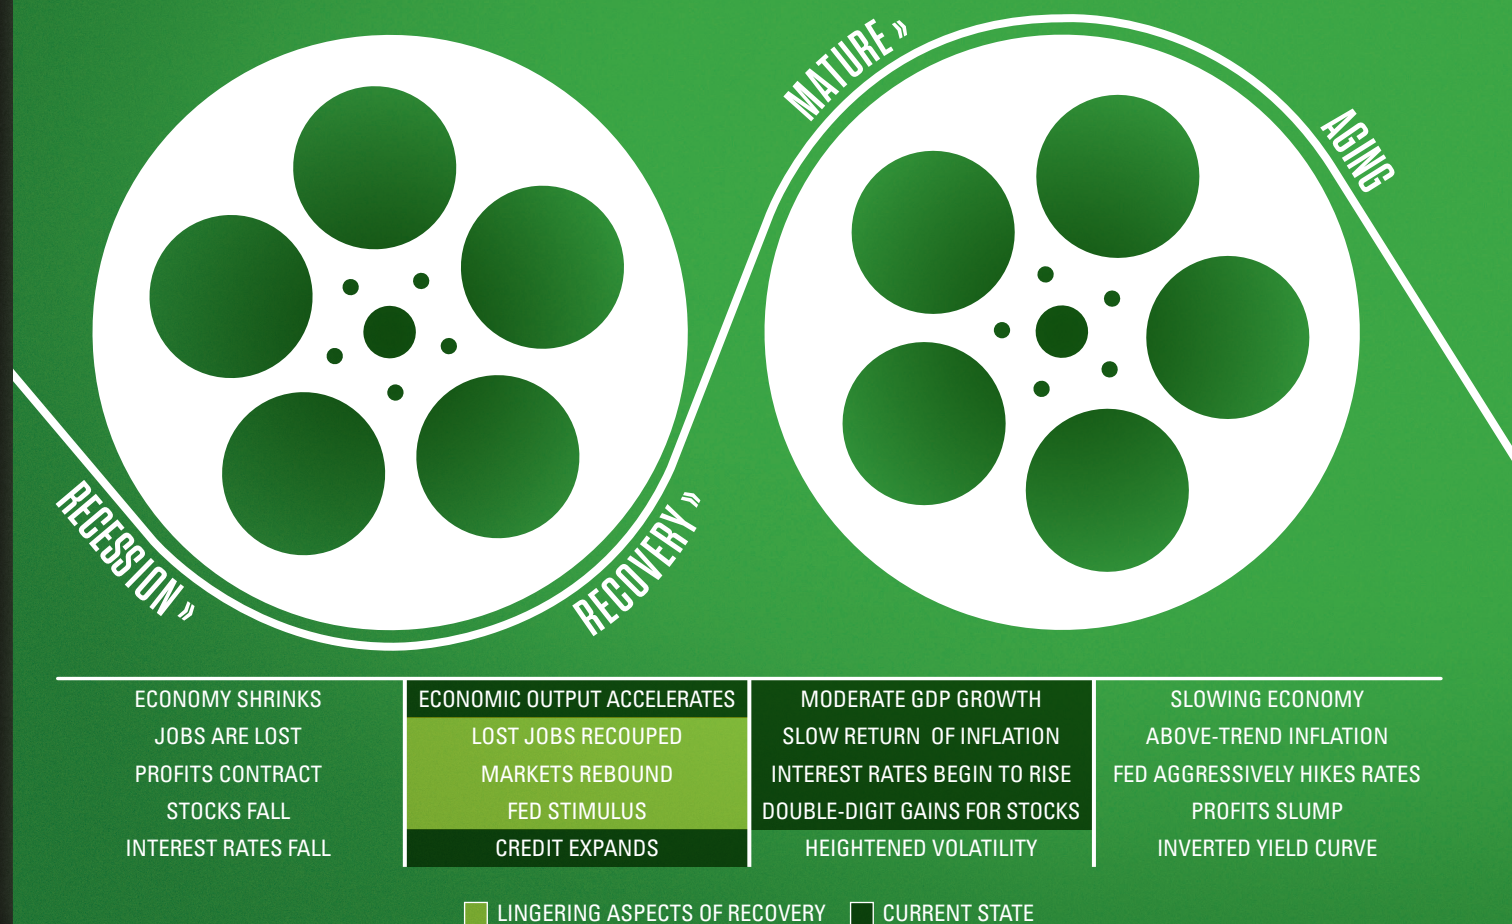 RECESSION »
RECOVERY »
MATURE »
AGING
ECONOMY SHRINKS
JOBS ARE LOST
PROFITS CONTRACT
STOCKS FALL
INTEREST RATES FALL
ECONOMIC OUTPUT ACCELERATES
LOST JOBS RECOUPED
MARKETS REBOUND
FED STIMULUS
CREDIT EXPANDS
MODERATE GDP GROWTH
SLOW RETURN OF INFLATION
INTEREST RATES BEGIN TO RISE
DOUBLE-DIGIT GAINS FOR STOCKS
HEIGHTENED VOLATILITY
SLOWING ECONOMY
ABOVE-TREND INFLATION
FED AGGRESSIVELY HIKES RATES
PROFITS SLUMP
INVERTED YIELD CURVE
LINGERING ASPECTS OF RECOVERY
CURRENT STATE